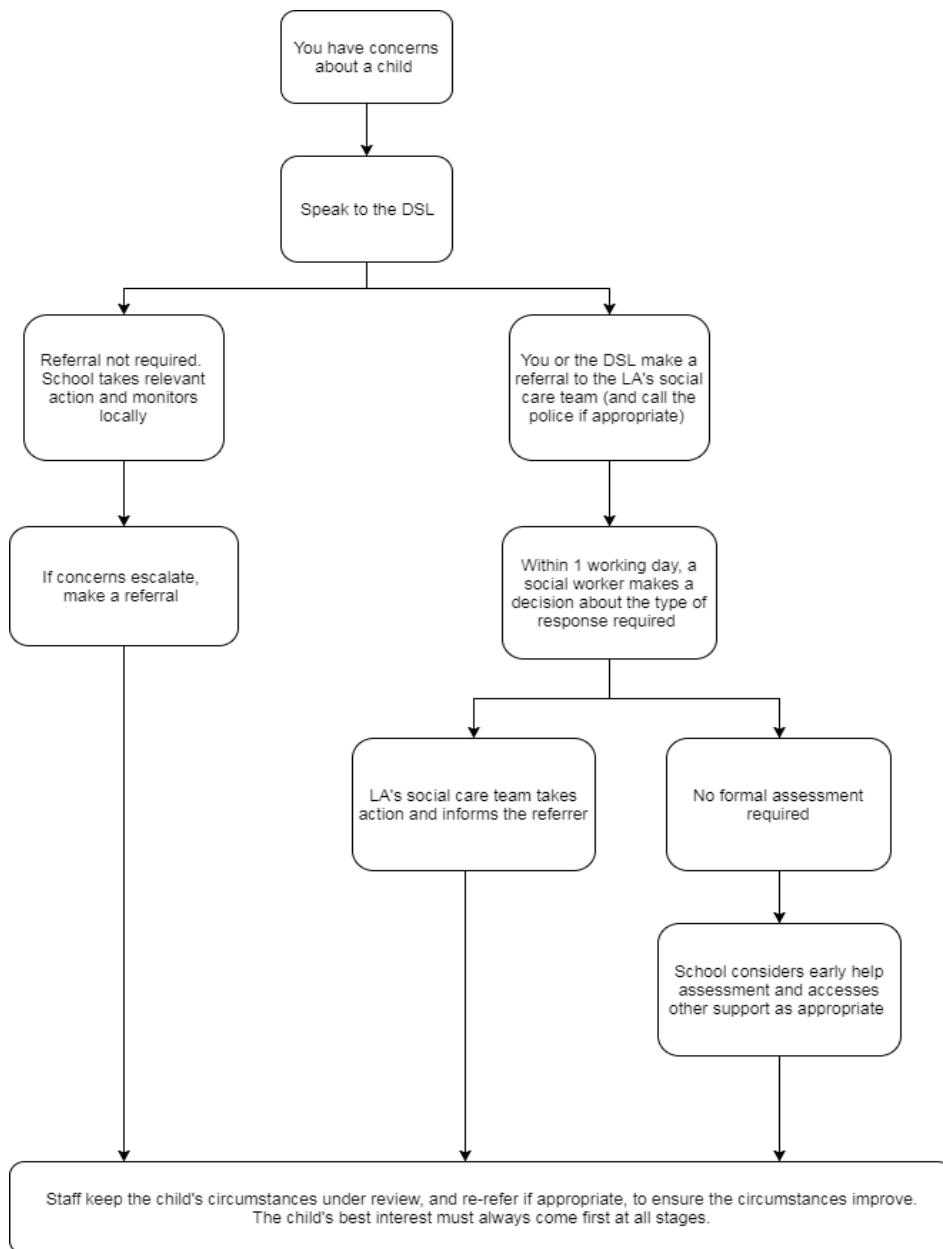 You have concerns
about a child
Speak to the DSL
Referral not required.
School takes relevant
action and monitors
locally
You or the DSL make a
referral to the LA's social
care team (and call the
police if appropriate)
If concerns escalate,
make a referral
Within 1 working day, a
social worker makes a
decision about the type of
response required
LA's social care team takes
action and informs the referrer
No formal assessment
required
School considers early help
assessment and accesses
other support as appropriate
Staff keep the child's circumstances under review, and re-refer if appropriate, to ensure the circumstances improve.
The child's best interest must always come first at all stages.